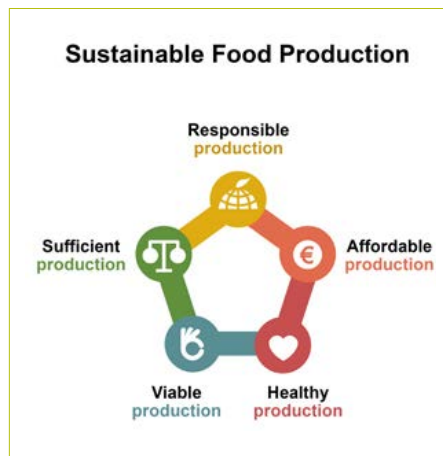 Sustainable Food Production
Responsible
production
Sufficient
production
Affordable
production
€
Viable
production
Healthy
production